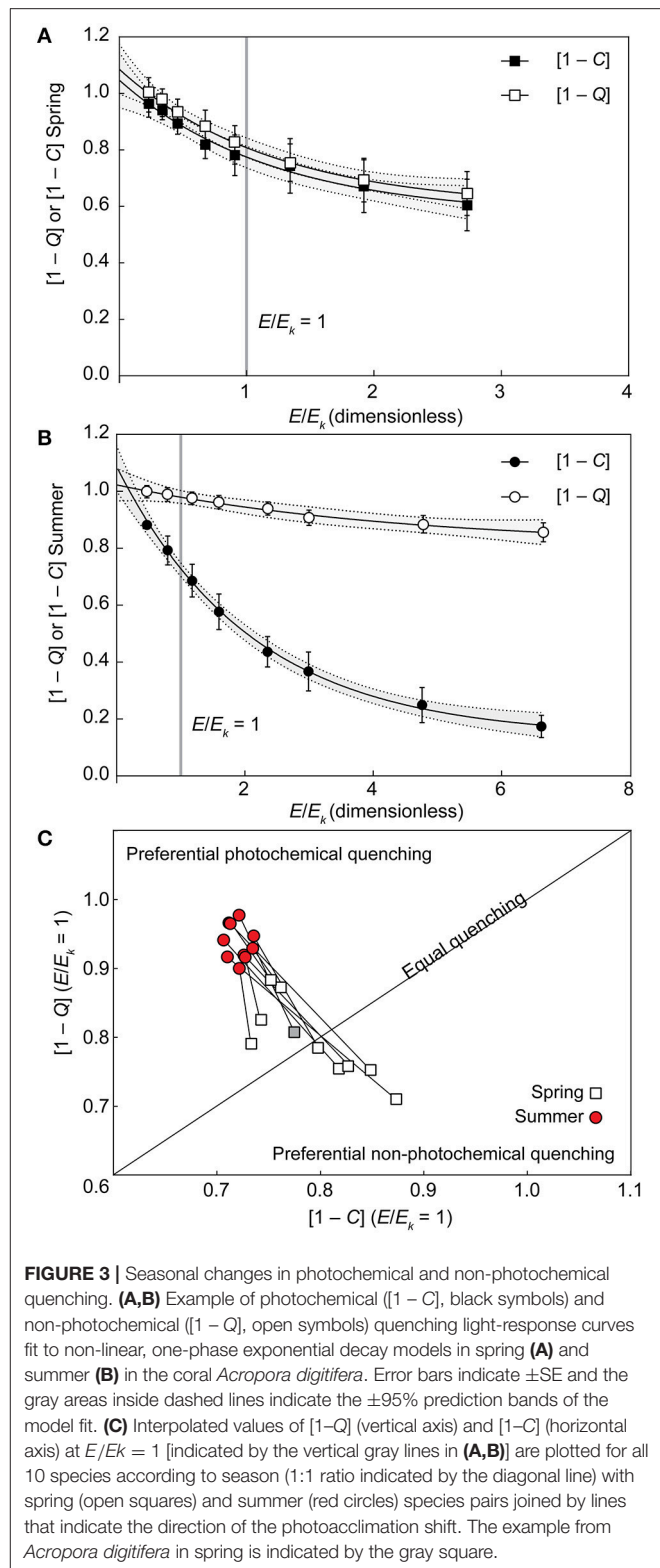 A
1.2
1.0
0.8
0.6
0.4
0.2
0.0
[1 – Q] or [1 – C] Spring
[1 – C]
[1 – Q]
E/Ek = 1
1
2
3
4
E/Ek (dimensionless)
B
1.2
1.0
0.8
0.6
0.4
0.2
0.0
[1 – Q] or [1 – C] Summer
[1 – C]
[1 – Q]
E/Ek = 1
2
4
6
8
E/Ek (dimensionless)
C
Preferential photochemical quenching
1.0
0.9
0.8
0.7
0.6
[1 – Q] (E/Ek = 1)
Equal quenching
Spring
Summer
Preferential non-photochemical quenching
0.7
0.8
0.9
1.0
1.1
[1 – C] (E/Ek = 1)
FIGURE 3 | Seasonal changes in photochemical and non-photochemical
quenching. (A,B) Example of photochemical ([1 – C], black symbols) and
non-photochemical ([1 – Q], open symbols) quenching light-response curves
fit to non-linear, one-phase exponential decay models in spring (A) and
summer (B) in the coral Acropora digitifera. Error bars indicate ±SE and the
gray areas inside dashed lines indicate the ±95% prediction bands of the
model fit. (C) Interpolated values of [1–Q] (vertical axis) and [1–C] (horizontal
axis) at E/Ek = 1 [indicated by the vertical gray lines in (A,B)] are plotted for all
10 species according to season (1:1 ratio indicated by the diagonal line) with
spring (open squares) and summer (red circles) species pairs joined by lines
that indicate the direction of the photoacclimation shift. The example from
Acropora digitifera in spring is indicated by the gray square.